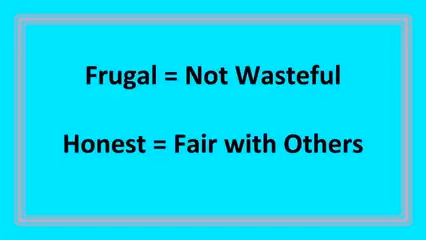 Frugal = Not Wasteful
Honest = Fair with Others